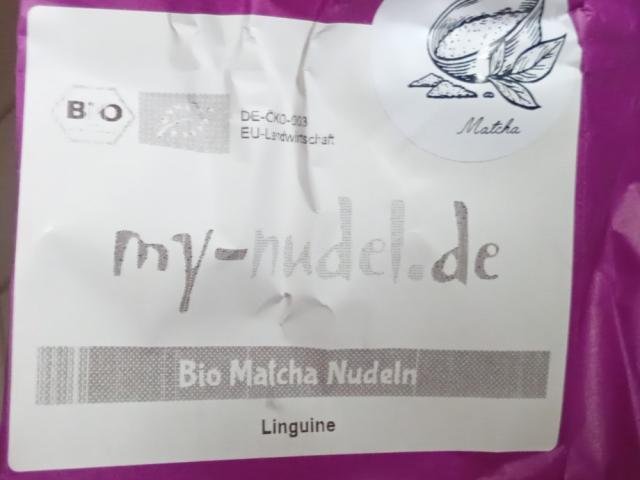 BIO
DE-ÖKO-003
EU-Landwirtschaft
Matcha
my-nudel.de
Bio Matcha Nudeln
Linguine